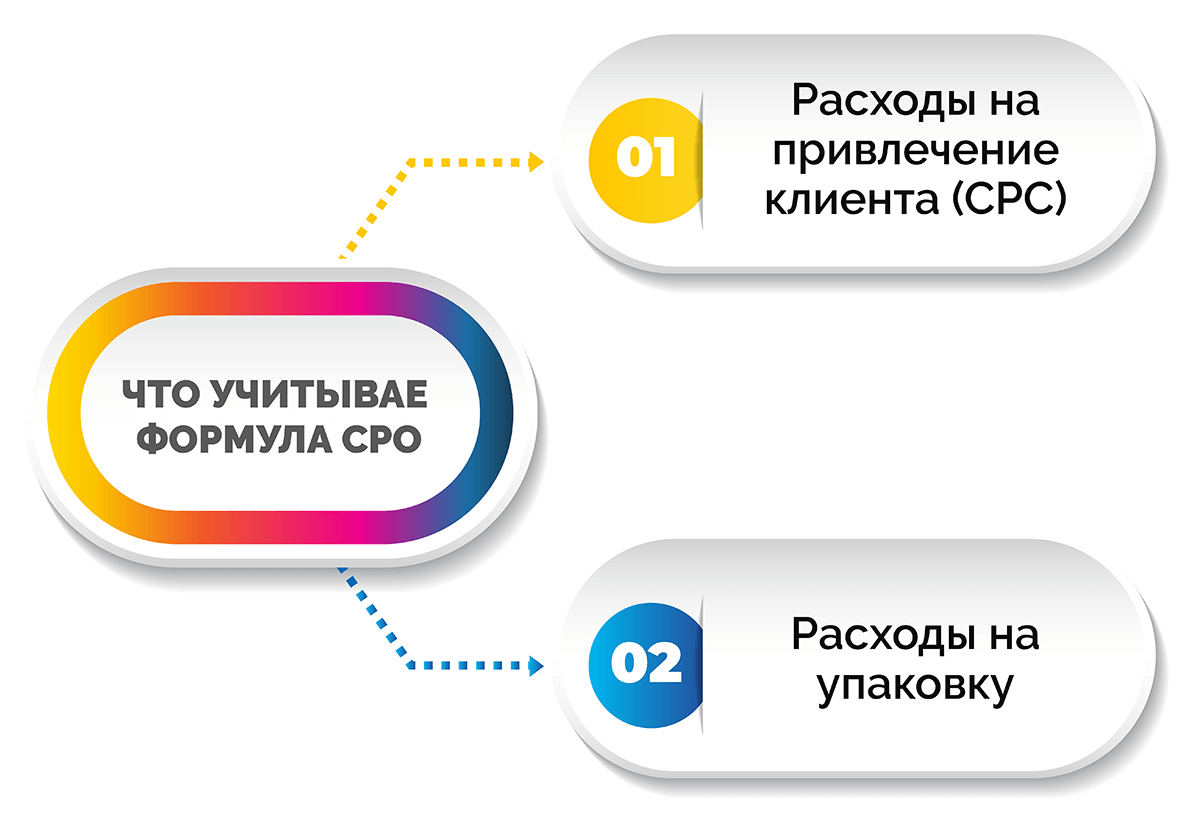 ЧТО УЧИТЫВАЕ
ФОРМУЛА CPO
01
Расходы на
привлечение
клиента (CPC)
02
Расходы на
упаковку